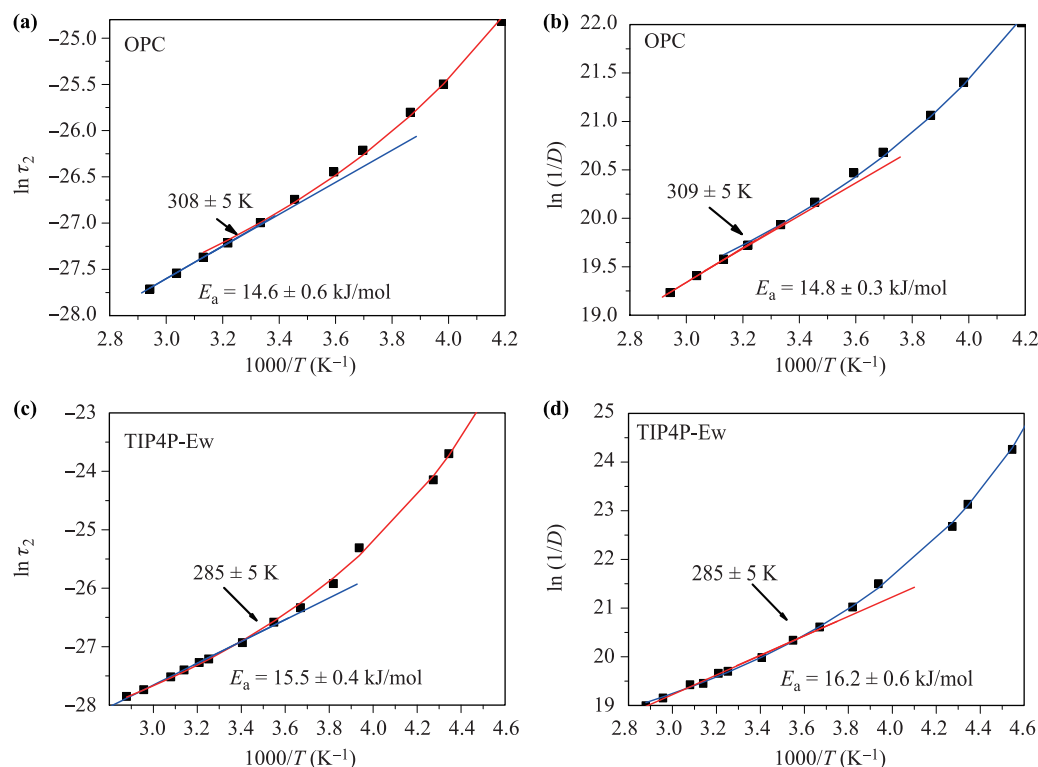 (a)
OPC
−25.0
−25.5
−26.0
−26.5
−27.0
−27.5
−28.0
ln τ₂
308 ± 5 K
Eₐ = 14.6 ± 0.6 kJ/mol
2.8 3.0 3.2 3.4 3.6 3.8 4.0 4.2
1000/T (K⁻¹)
(b)
OPC
22.0
21.5
21.0
20.5
20.0
19.5
19.0
ln (1/D)
309 ± 5 K
Eₐ = 14.8 ± 0.3 kJ/mol
2.8 3.0 3.2 3.4 3.6 3.8 4.0 4.2
1000/T (K⁻¹)
(c)
TIP4P-Ew
−23
−24
−25
−26
−27
−28
ln τ₂
285 ± 5 K
Eₐ = 15.5 ± 0.4 kJ/mol
3.0 3.2 3.4 3.6 3.8 4.0 4.2 4.4 4.6
1000/T (K⁻¹)
(d)
TIP4P-Ew
25
24
23
22
21
20
19
ln (1/D)
285 ± 5 K
Eₐ = 16.2 ± 0.6 kJ/mol
2.8 3.0 3.2 3.4 3.6 3.8 4.0 4.2 4.4 4.6
1000/T (K⁻¹)